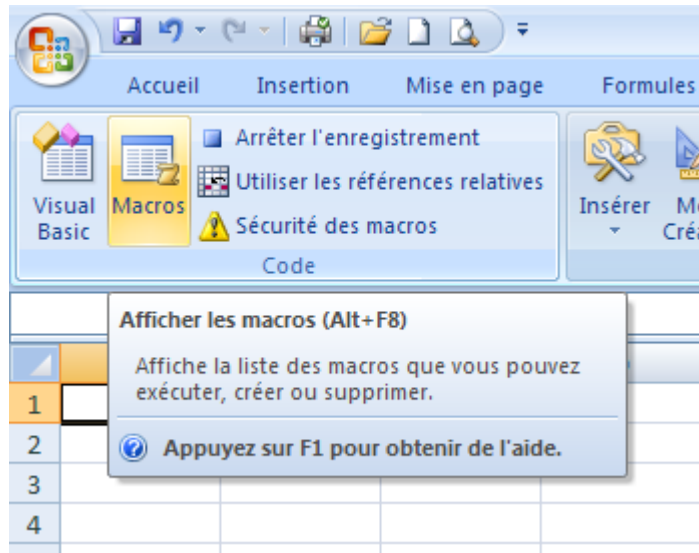 Accueil Insertion Mise en page Formules
Visual Basic
Macros
Arrêter l'enregistrement
Utiliser les références relatives
Sécurité des macros
Insérer
Code
Afficher les macros (Alt+F8)
Affiche la liste des macros que vous pouvez
exécuter, créer ou supprimer.
Appuyez sur F1 pour obtenir de l'aide.
1
2
3
4